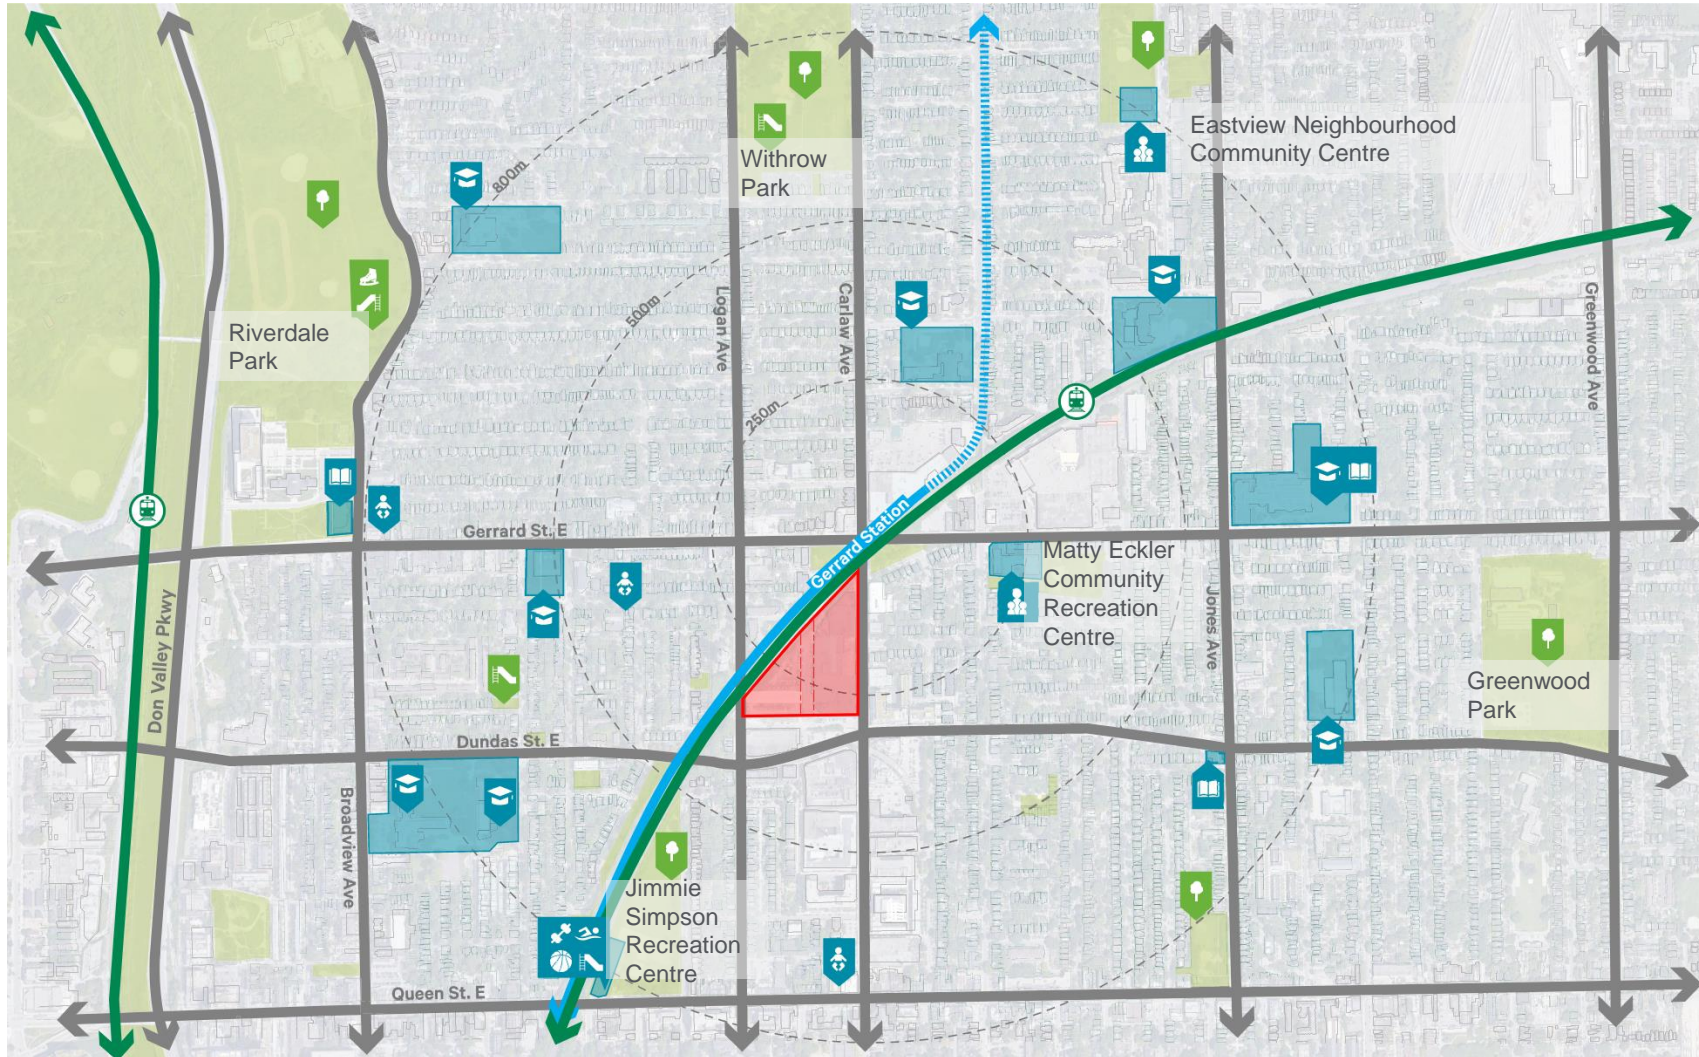 Eastview Neighbourhood
Community Centre
Withrow
Park
800m
500m
250m
Riverdale
Park
Logan Ave
Carlaw Ave
Greenwood Ave
Gerrard Station
Gerrard St. E
Matty Eckler
Community
Recreation
Centre
Jones Ave
Don Valley Pkwy
Greenwood
Park
Dundas St. E
Broadview Ave
Jimmie
Simpson
Recreation
Centre
Queen St. E